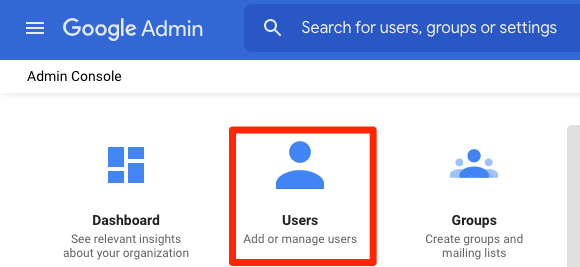 Google Admin
Search for users, groups or settings
Admin Console
Dashboard
See relevant insights
about your organization
Users
Add or manage users
Groups
Create groups and
mailing lists